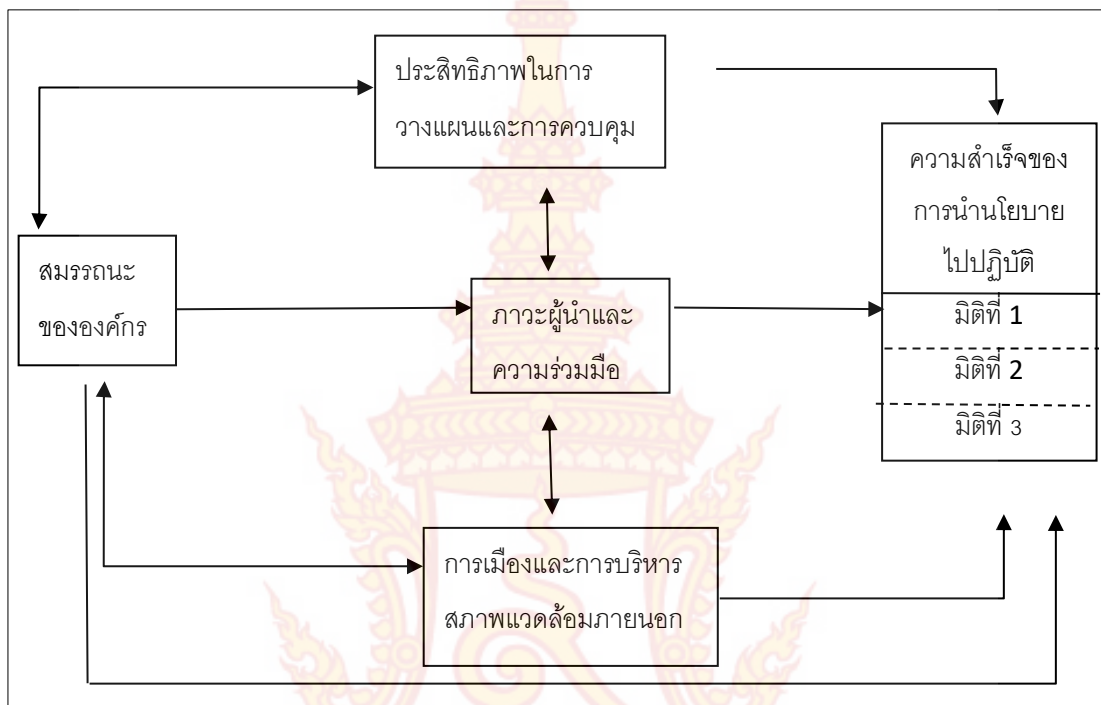 ประสิทธิภาพในการ
วางแผนและการควบคุม
ความสำเร็จของ
การนำนโยบาย
ไปปฏิบัติ
มิติที่ 1
มิติที่ 2
มิติที่ 3
สมรรถนะ
ขององค์กร
ภาวะผู้นำและ
ความร่วมมือ
การเมืองและการบริหาร
สภาพแวดล้อมภายนอก